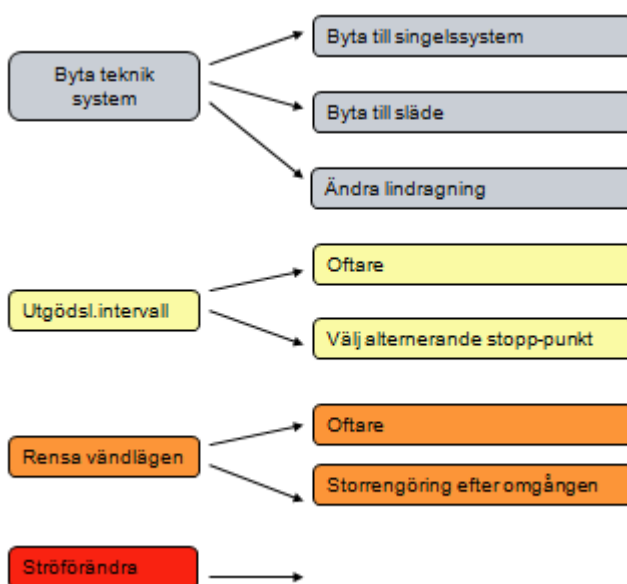 Byta teknik
system
Byta till singelssystem
Byta till släde
Ändra lindragning
Utgödsl.intervall
Oftare
Välj alternerande stopp-punkt
Rensa vändlägen
Oftare
Storrengöring efter omgången
Ströförändra